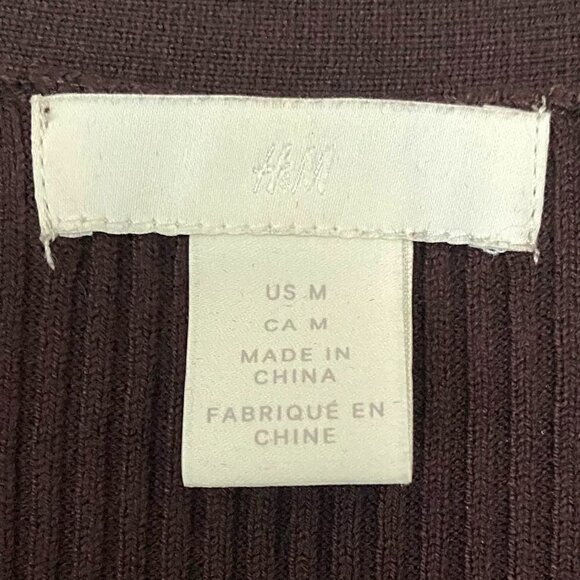 H&M
US M
CA M
MADE IN
CHINA
FABRIQUÉ EN
CHINE